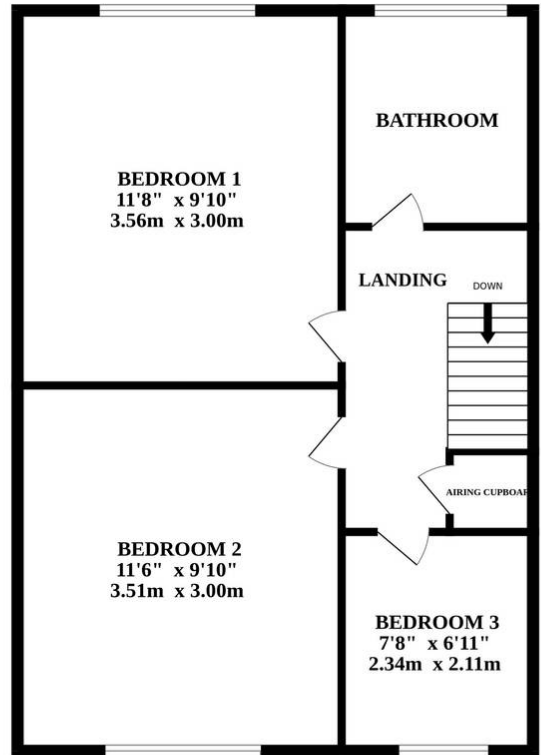 BATHROOM
BEDROOM 1
11'8" x 9'10"
3.56m x 3.00m
LANDING
DOWN
AIRING CUPBOAR
BEDROOM 2
11'6" x 9'10"
3.51m x 3.00m
BEDROOM 3
7'8" x 6'11"
2.34m x 2.11m